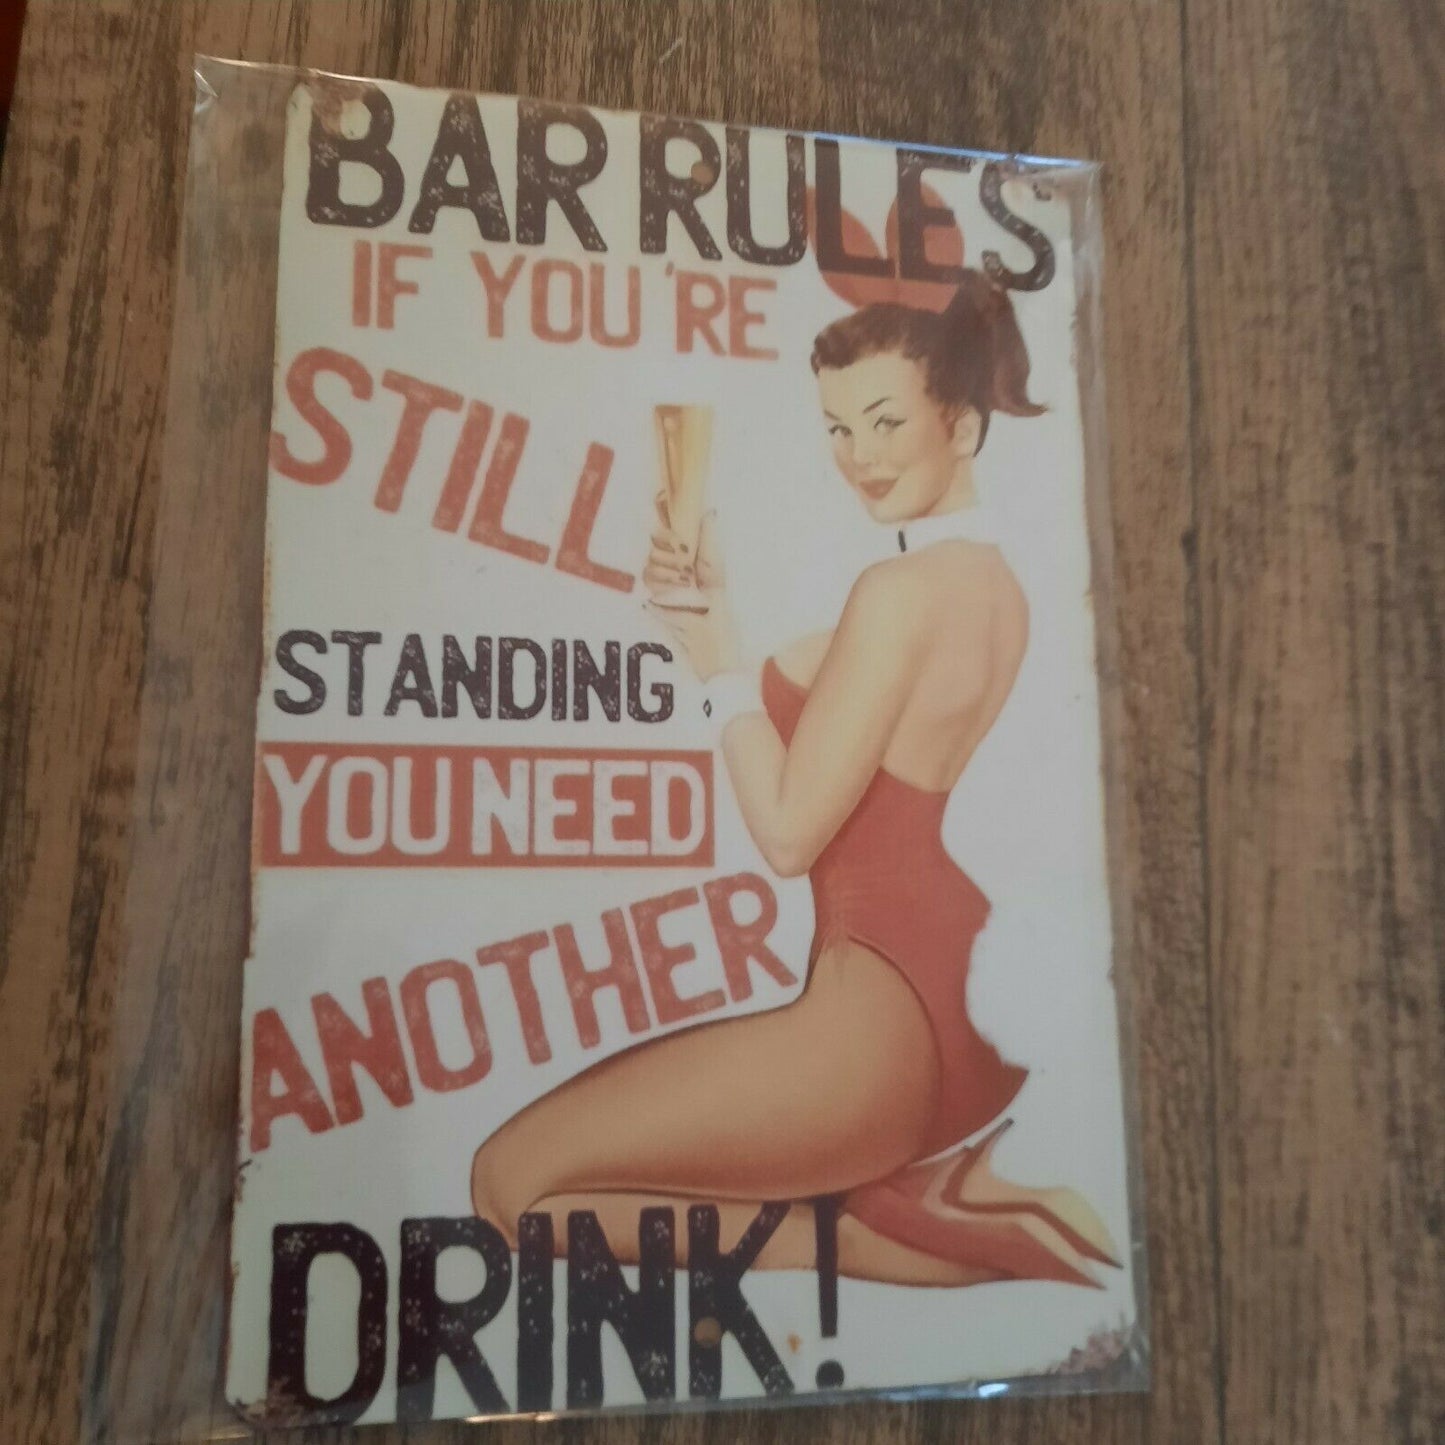 BAR RULES
IF YOU'RE
STILL
STANDING
YOU NEED
ANOTHER
DRINK!